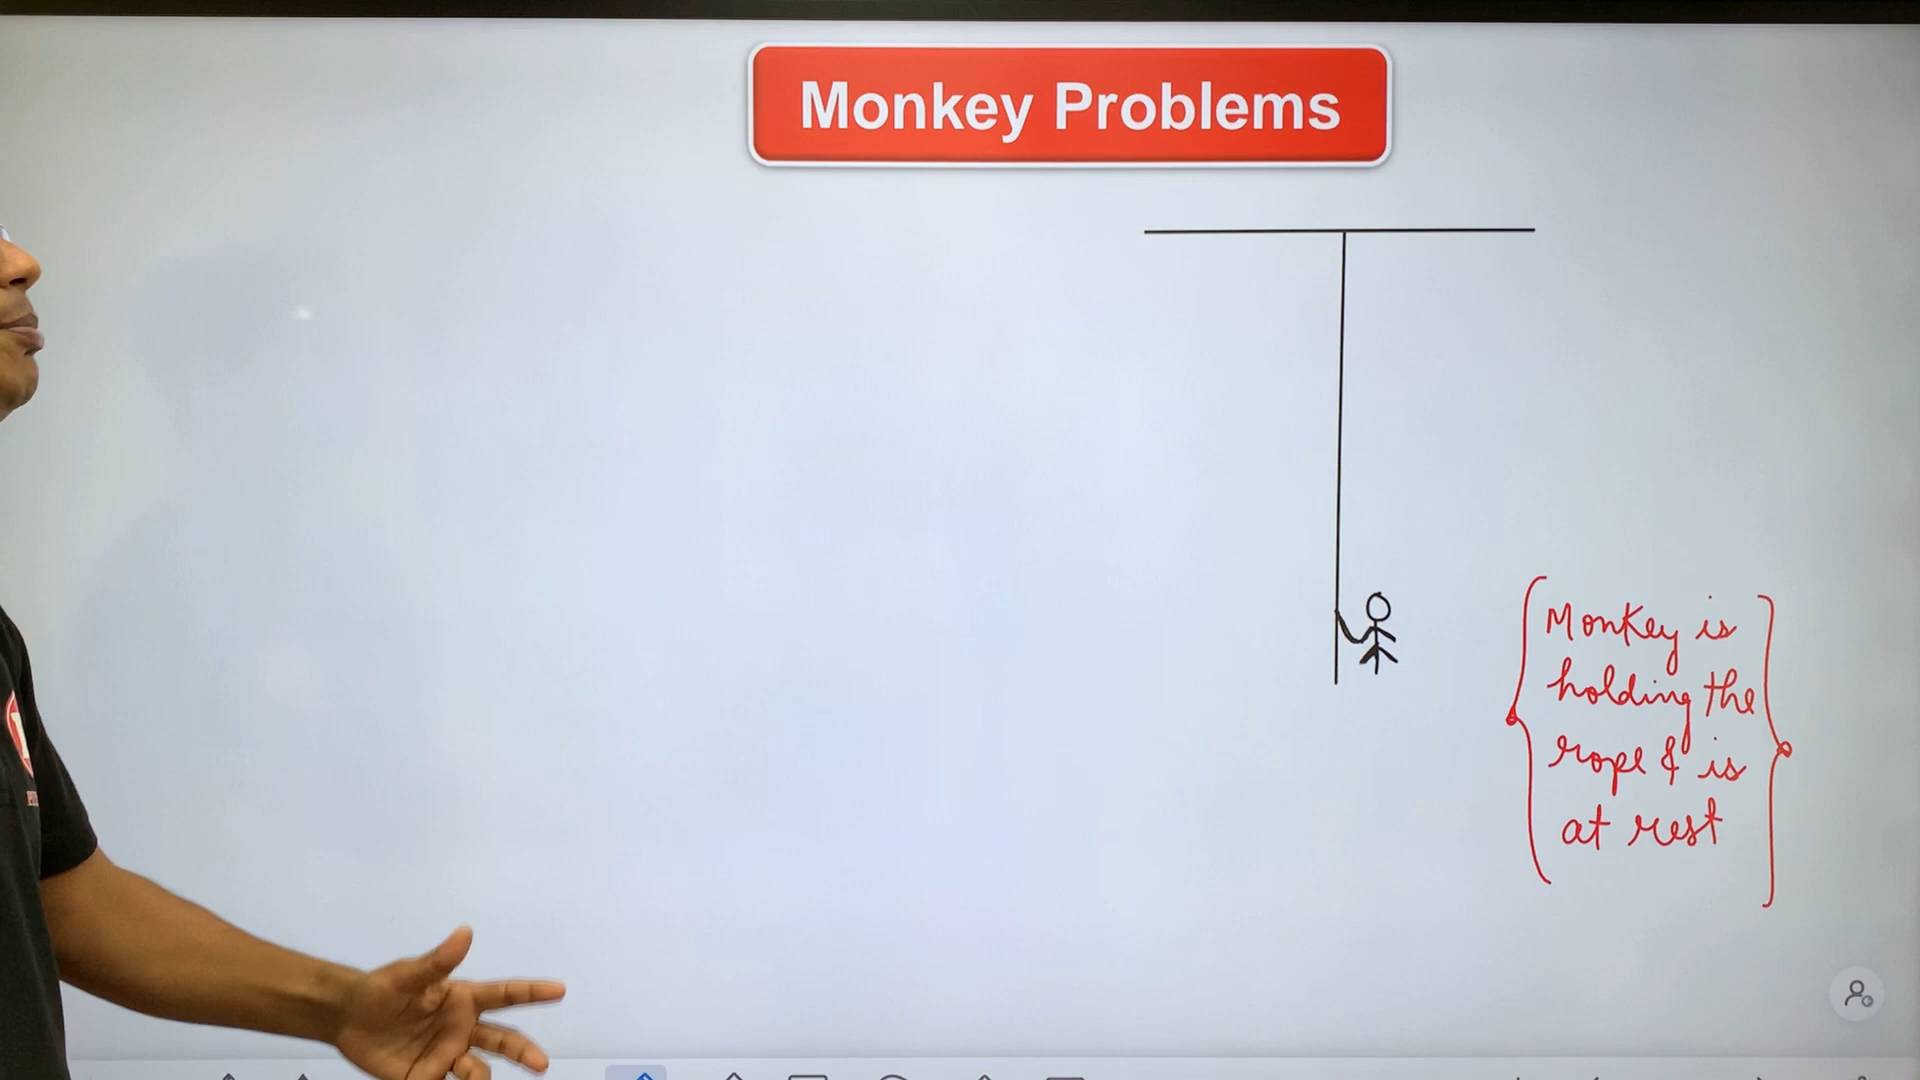 Monkey Problems
Monkey is
holding the
rope & is
at rest